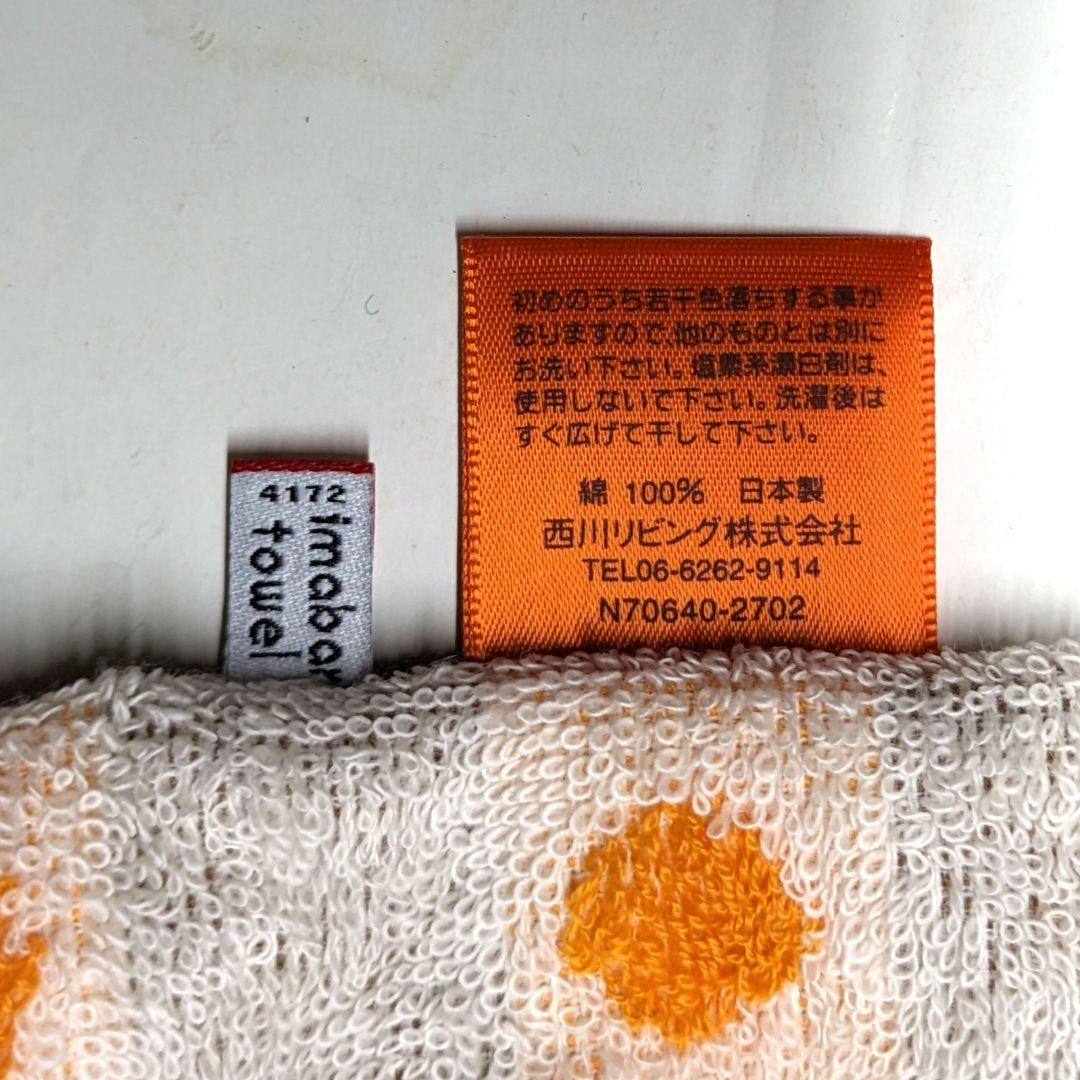 初めのうち若干色落ちする事が
ありますので、他のものとは別に
お洗い下さい。塩素系漂白剤は、
使用しないで下さい。洗濯後は
すぐ広げて干して下さい。
綿 100% 日本製
西川リビング株式会社
TEL06-6262-9114
N70640-2702
4172
imabar
towel